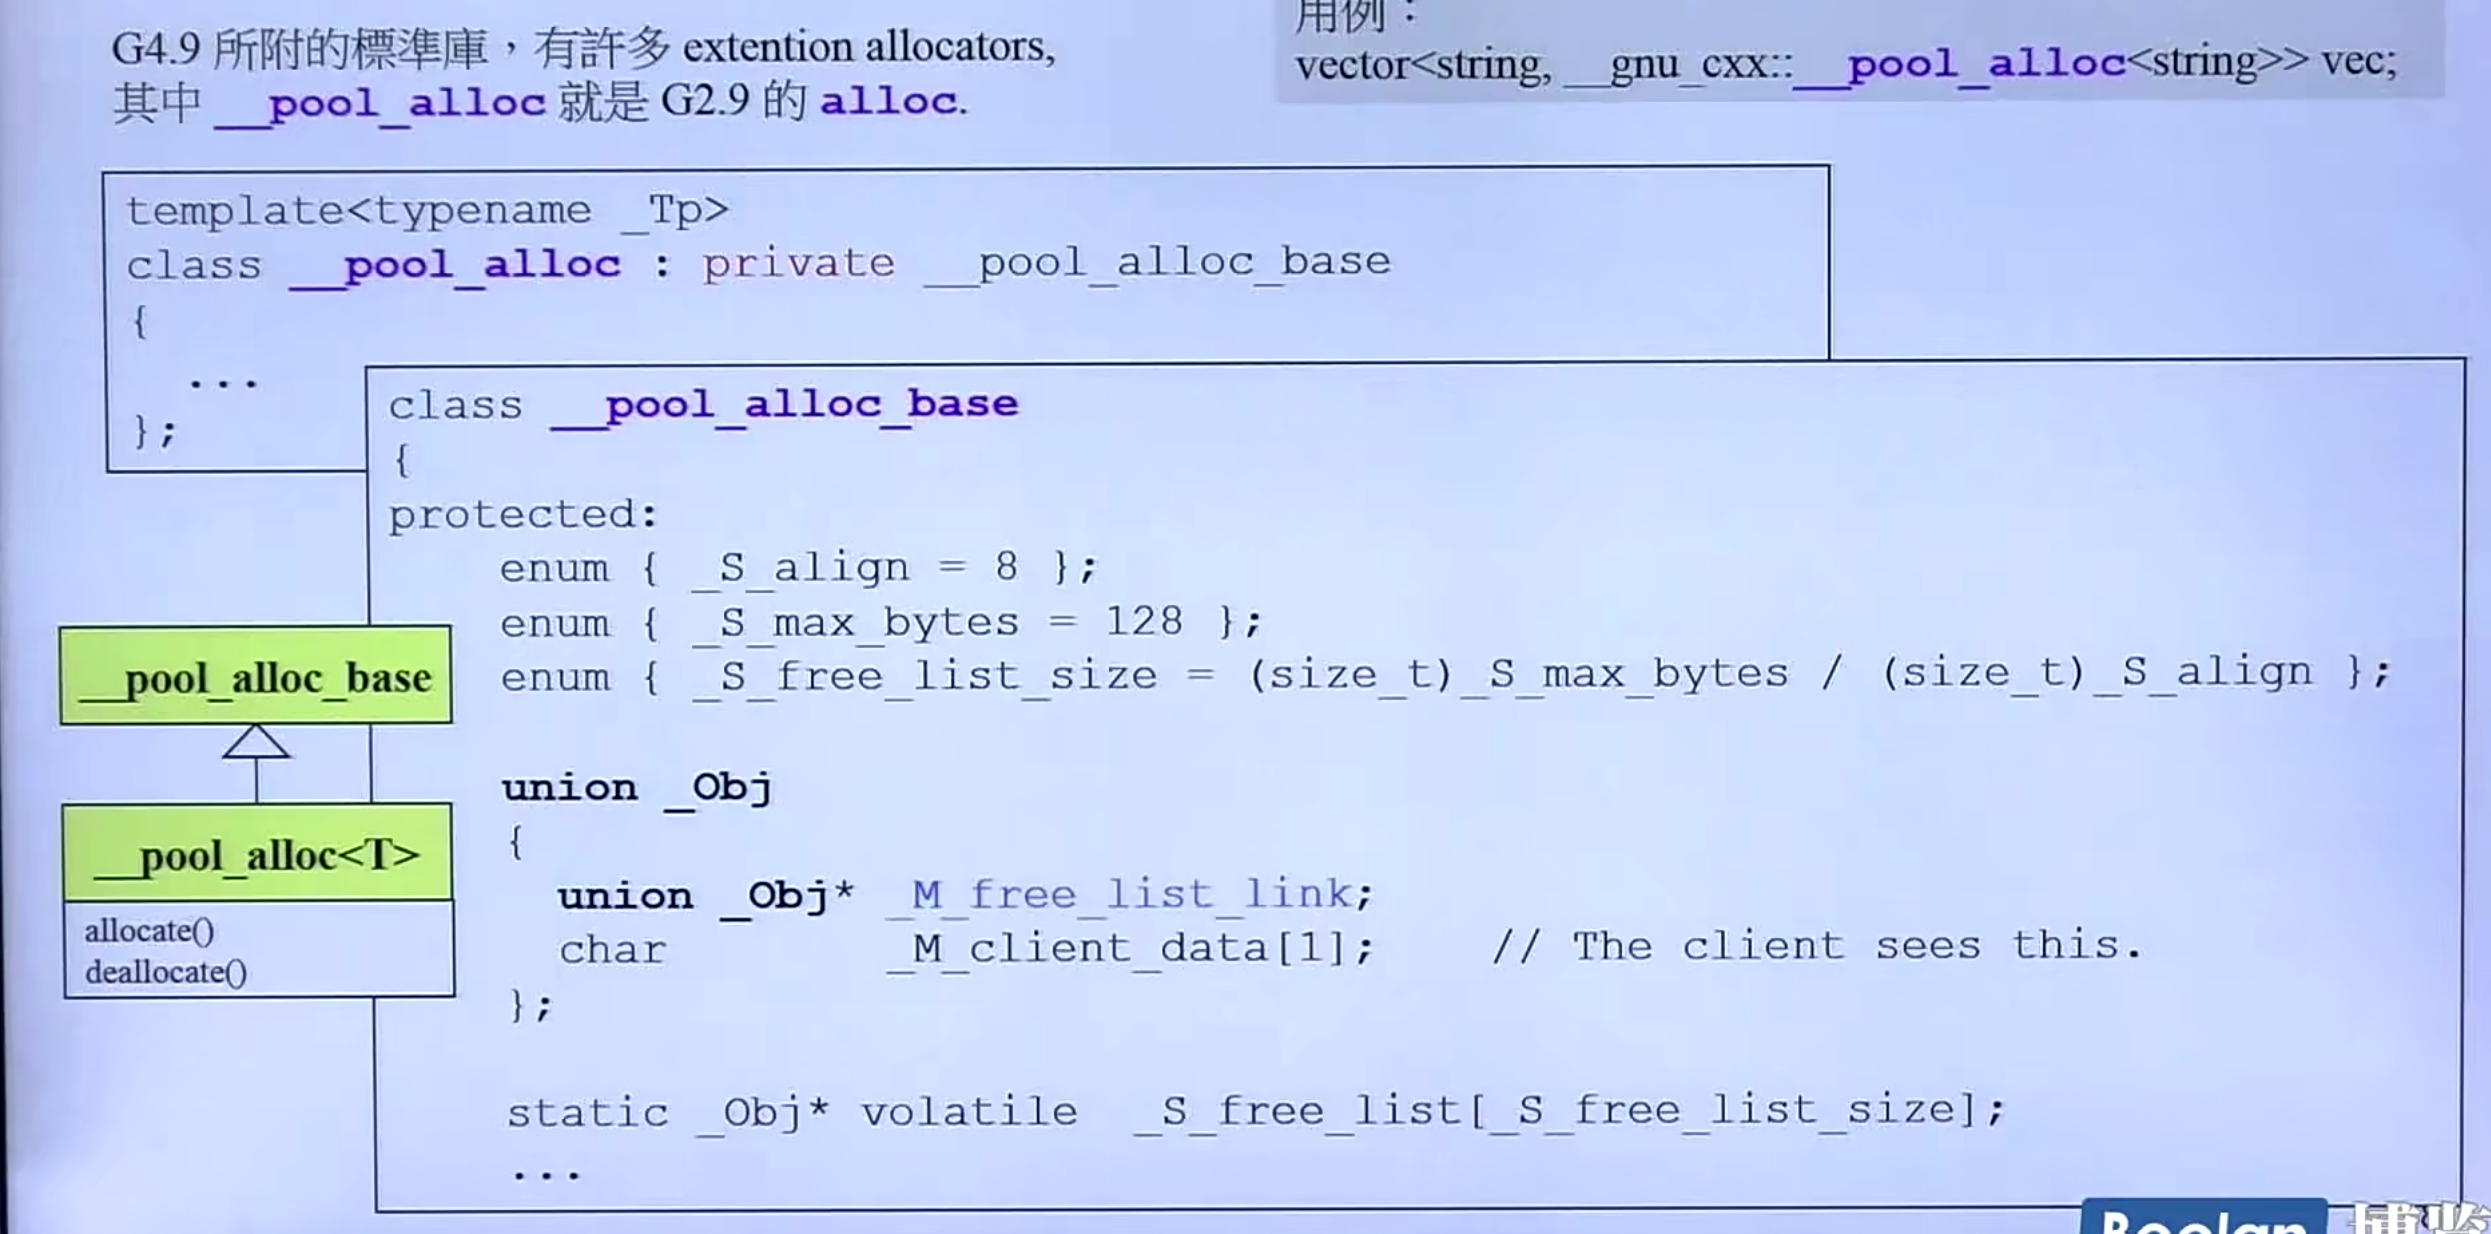 G4.9 所附的標準庫，有許多 extention allocators,
其中 __pool_alloc 就是 G2.9 的 alloc.
用例：
vector<string, __gnu_cxx::__pool_alloc<string>> vec;
template<typename _Tp>
class __pool_alloc : private __pool_alloc_base
{
...
};
class __pool_alloc_base
{
protected:
enum { _S_align = 8 };
enum { _S_max_bytes = 128 };
enum { _S_free_list_size = (size_t)_S_max_bytes / (size_t)_S_align };
union _Obj
{
union _Obj* _M_free_list_link;
char _M_client_data[1]; // The client sees this.
};
static _Obj* volatile _S_free_list[_S_free_list_size];
...
__pool_alloc_base
__pool_alloc<T>
allocate()
deallocate()
Boolan